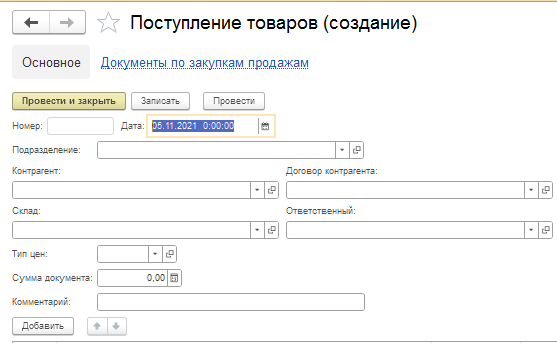 Поступление товаров (создание)
Основное Документы по закупкам продажам
Провести и закрыть Записать Провести
Номер: Дата: 05.11.2021 0:00:00
Подразделение:
Контрагент: Договор контрагента:
Склад: Ответственный:
Тип цен:
Сумма документа: 0,00
Комментарий:
Добавить